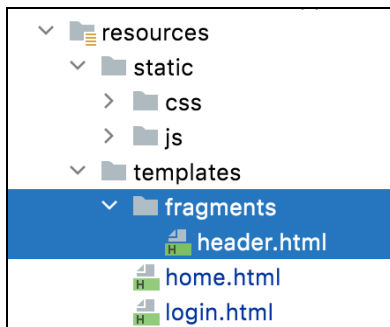 resources
static
css
js
templates
fragments
H header.html
H home.html
H login.html